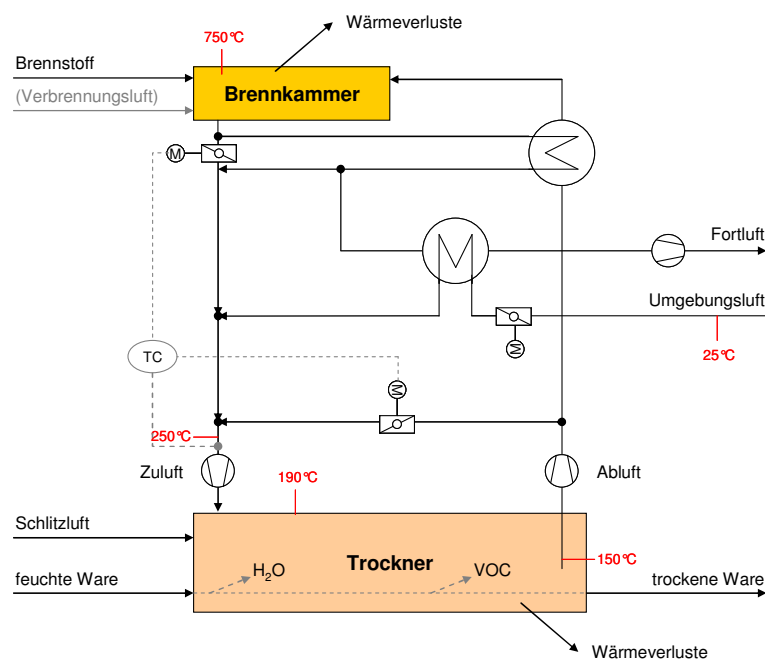 Wärmeverluste
750°C
Brennstoff
Brennkammer
(Verbrennungsluft)
M
Fortluft
Umgebungsluft
M
25°C
TC
M
250°C
Zuluft
190°C
Abluft
Schlitzluft
Trockner
150°C
feuchte Ware
H₂O
VOC
trockene Ware
Wärmeverluste